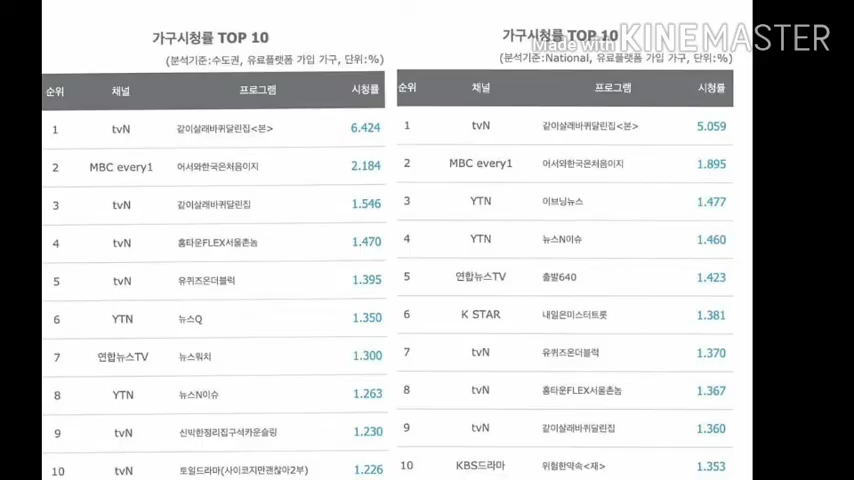 가구시청률 TOP 10
(분석기준:수도권, 유료플랫폼 가입 가구, 단위:%)
순위 채널 프로그램 시청률
1 tvN 같이살래바퀴달린집<본> 6.424
2 MBC every1 어서와한국은처음이지 2.184
3 tvN 같이살래바퀴달린집 1.546
4 tvN 홈타운FLEX서울촌놈 1.470
5 tvN 유퀴즈온더블럭 1.395
6 YTN 뉴스Q 1.350
7 연합뉴스TV 뉴스워치 1.300
8 YTN 뉴스N이슈 1.263
9 tvN 신박한정리집구석카운슬링 1.230
10 tvN 토일드라마(사이코지만괜찮아2부) 1.226
가구시청률 TOP 10
Made with KINEMASTER
(분석기준:National, 유료플랫폼 가입 가구, 단위:%)
순위 채널 프로그램 시청률
1 tvN 같이살래바퀴달린집<본> 5.059
2 MBC every1 어서와한국은처음이지 1.895
3 YTN 이브닝뉴스 1.477
4 YTN 뉴스N이슈 1.460
5 연합뉴스TV 출발640 1.423
6 K STAR 내일은미스터트롯 1.381
7 tvN 유퀴즈온더블럭 1.370
8 tvN 홈타운FLEX서울촌놈 1.367
9 tvN 같이살래바퀴달린집 1.360
10 KBS드라마 위험한약속<재> 1.353